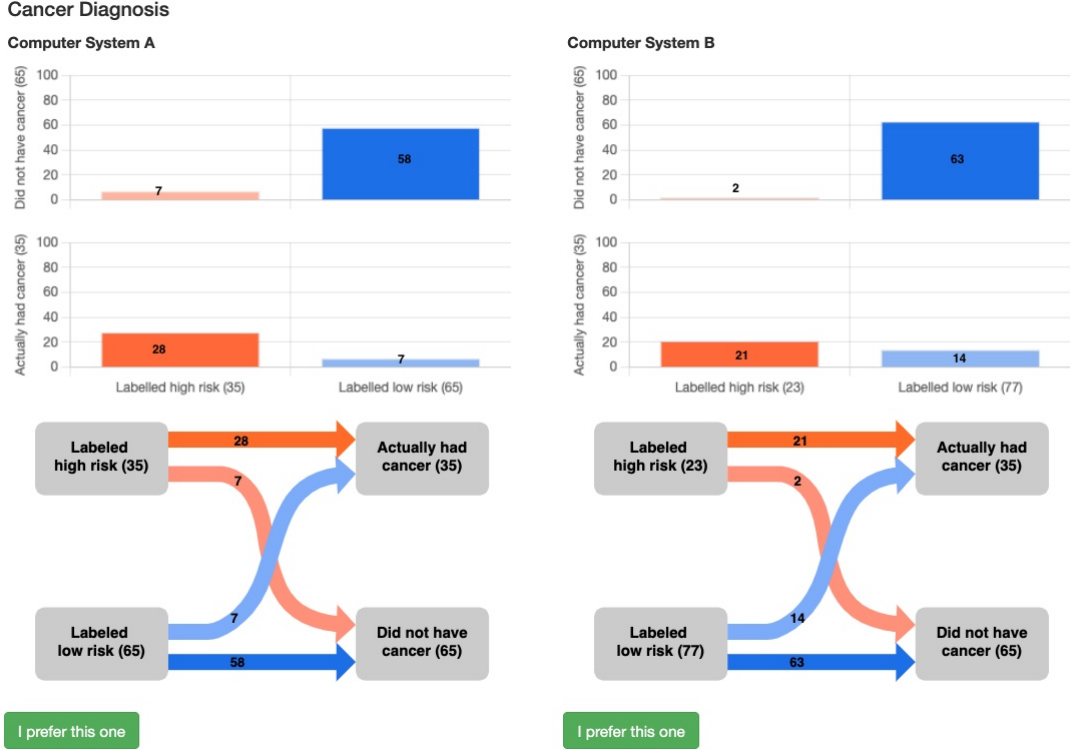 Cancer Diagnosis
Computer System A
Did not have cancer (65)
100
80
60
40
20
0
7
58
Actually had cancer (35)
100
80
60
40
20
0
28
7
Labelled high risk (35)
Labelled low risk (65)
Labeled
high risk (35)
28
7
Actually had
cancer (35)
Labeled
low risk (65)
7
58
Did not have
cancer (65)
I prefer this one
Computer System B
Did not have cancer (65)
100
80
60
40
20
0
2
63
Actually had cancer (35)
100
80
60
40
20
0
21
14
Labelled high risk (23)
Labelled low risk (77)
Labeled
high risk (23)
21
2
Actually had
cancer (35)
Labeled
low risk (77)
14
63
Did not have
cancer (65)
I prefer this one